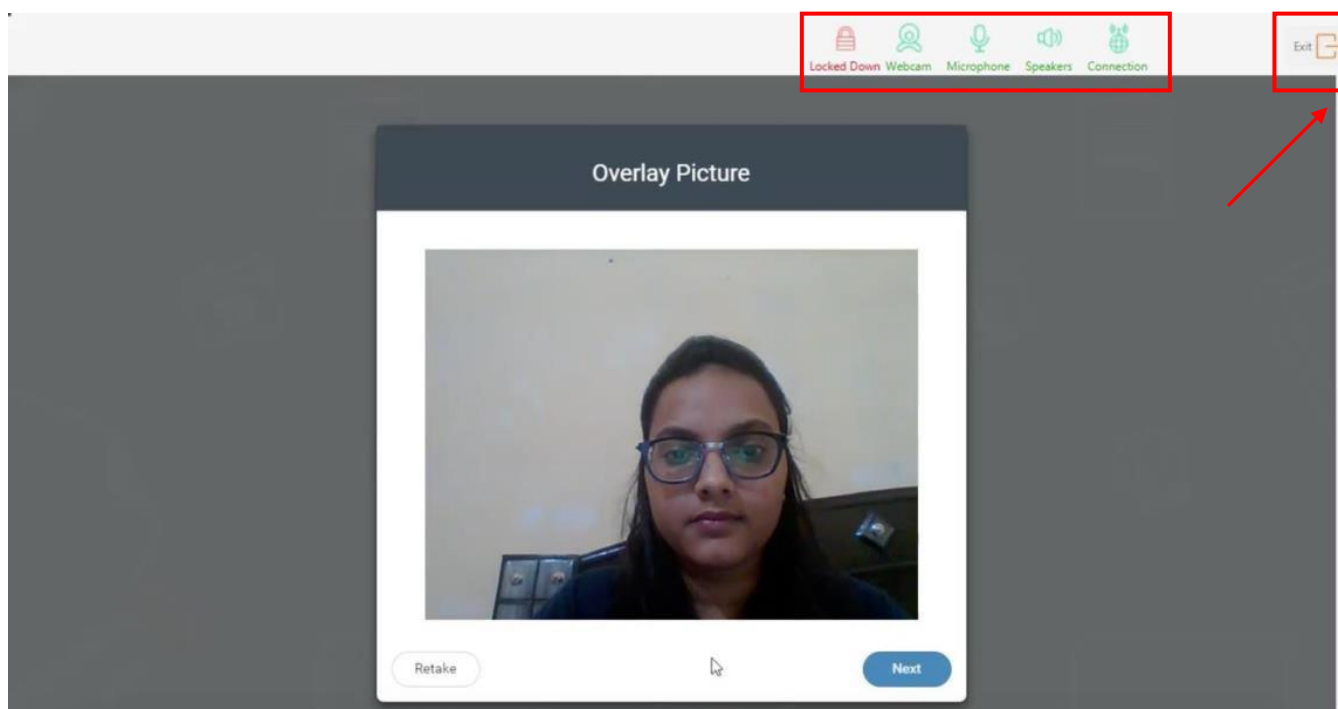 Locked Down Webcam Microphone Speakers Connection
Exit
Overlay Picture
Retake
Next